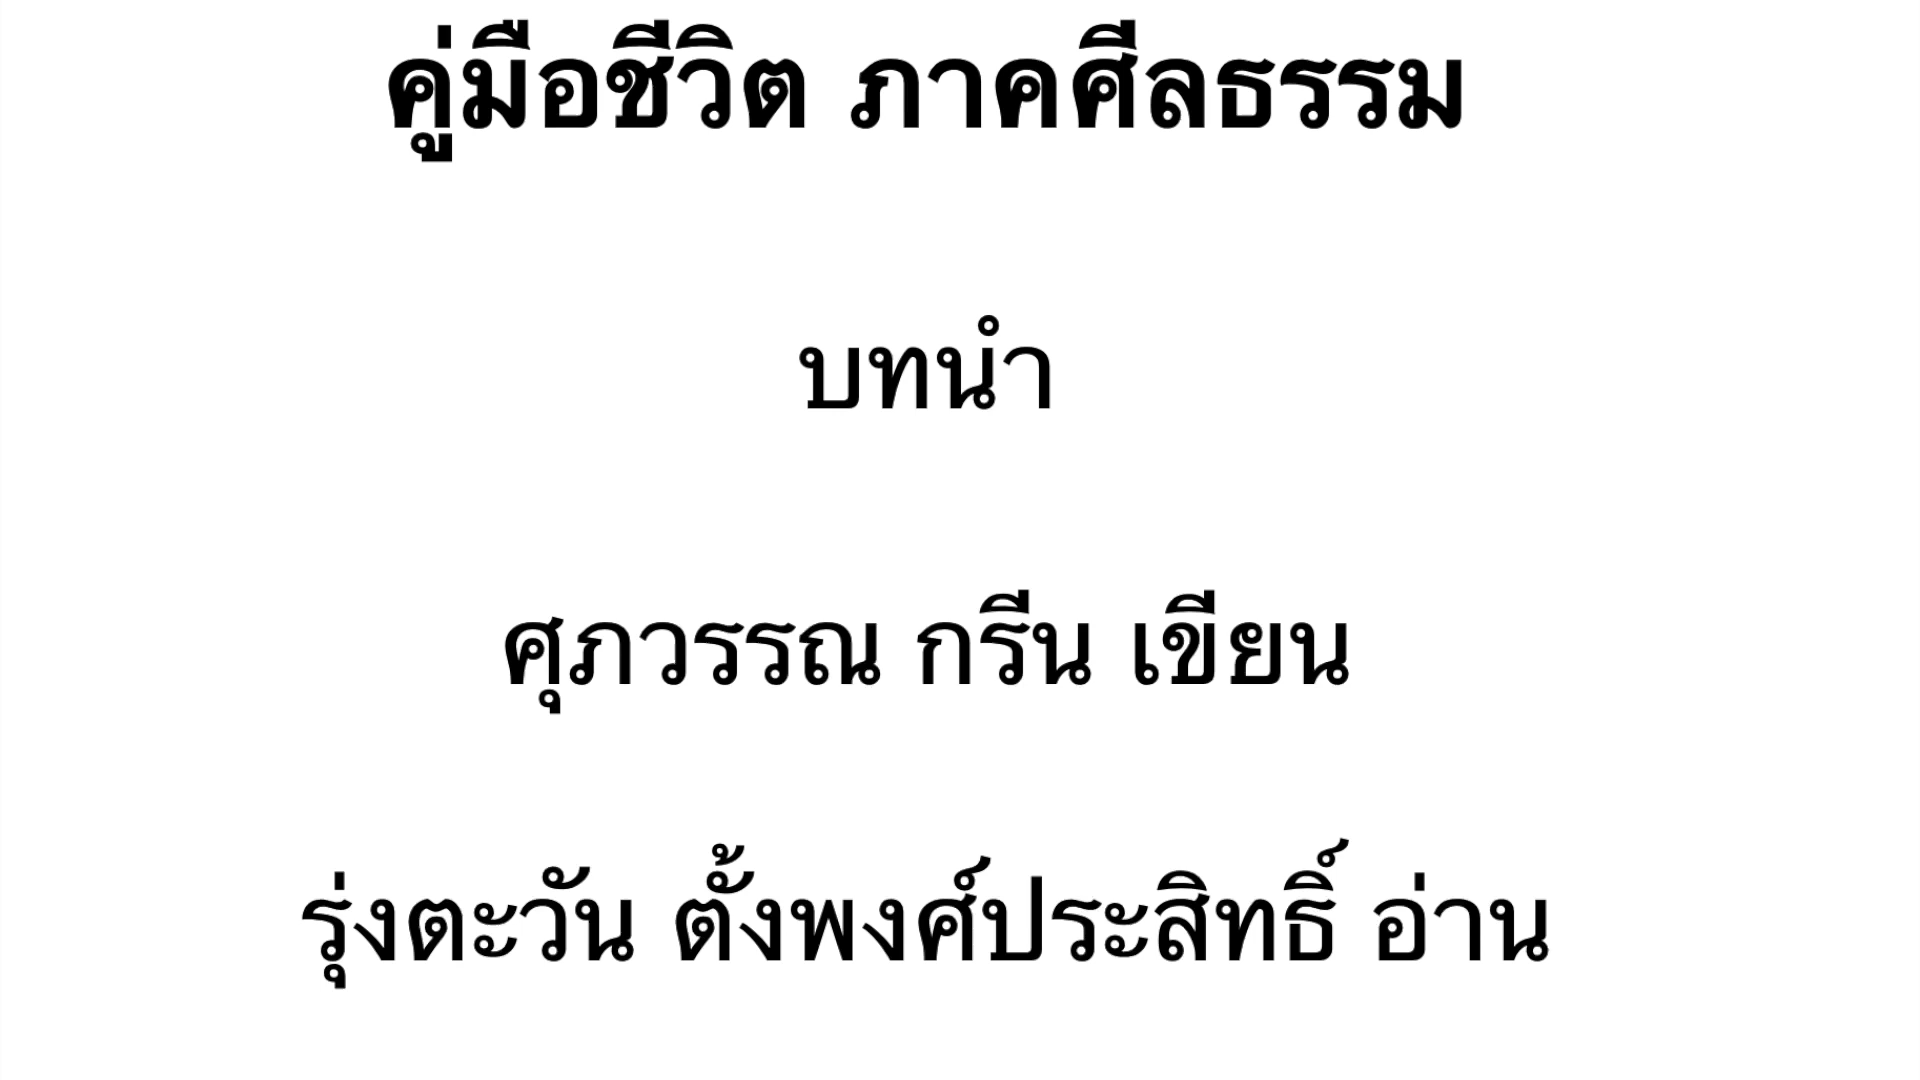 คู่มือชีวิต ภาคศีลธรรม
บทนำ
ศุภวรรณ กรีน เขียน
รุ่งตะวัน ตั้งพงศ์ประสิทธิ์ อ่าน